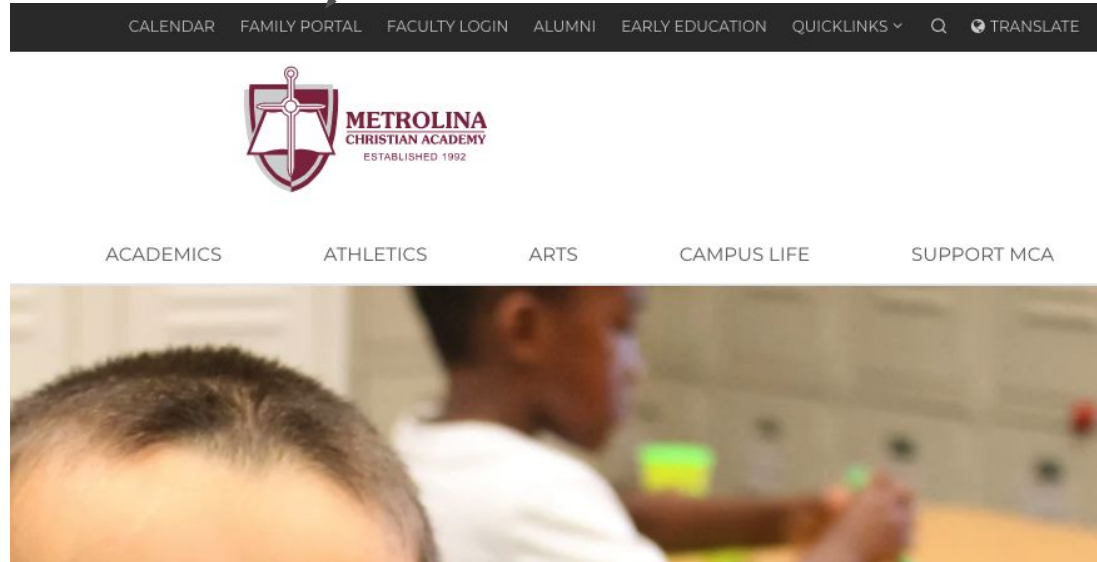 CALENDAR FAMILY PORTAL FACULTY LOGIN ALUMNI EARLY EDUCATION QUICKLINKS TRANSLATE
METROLINA
CHRISTIAN ACADEMY
ESTABLISHED 1992
ACADEMICS ATHLETICS ARTS CAMPUS LIFE SUPPORT MCA